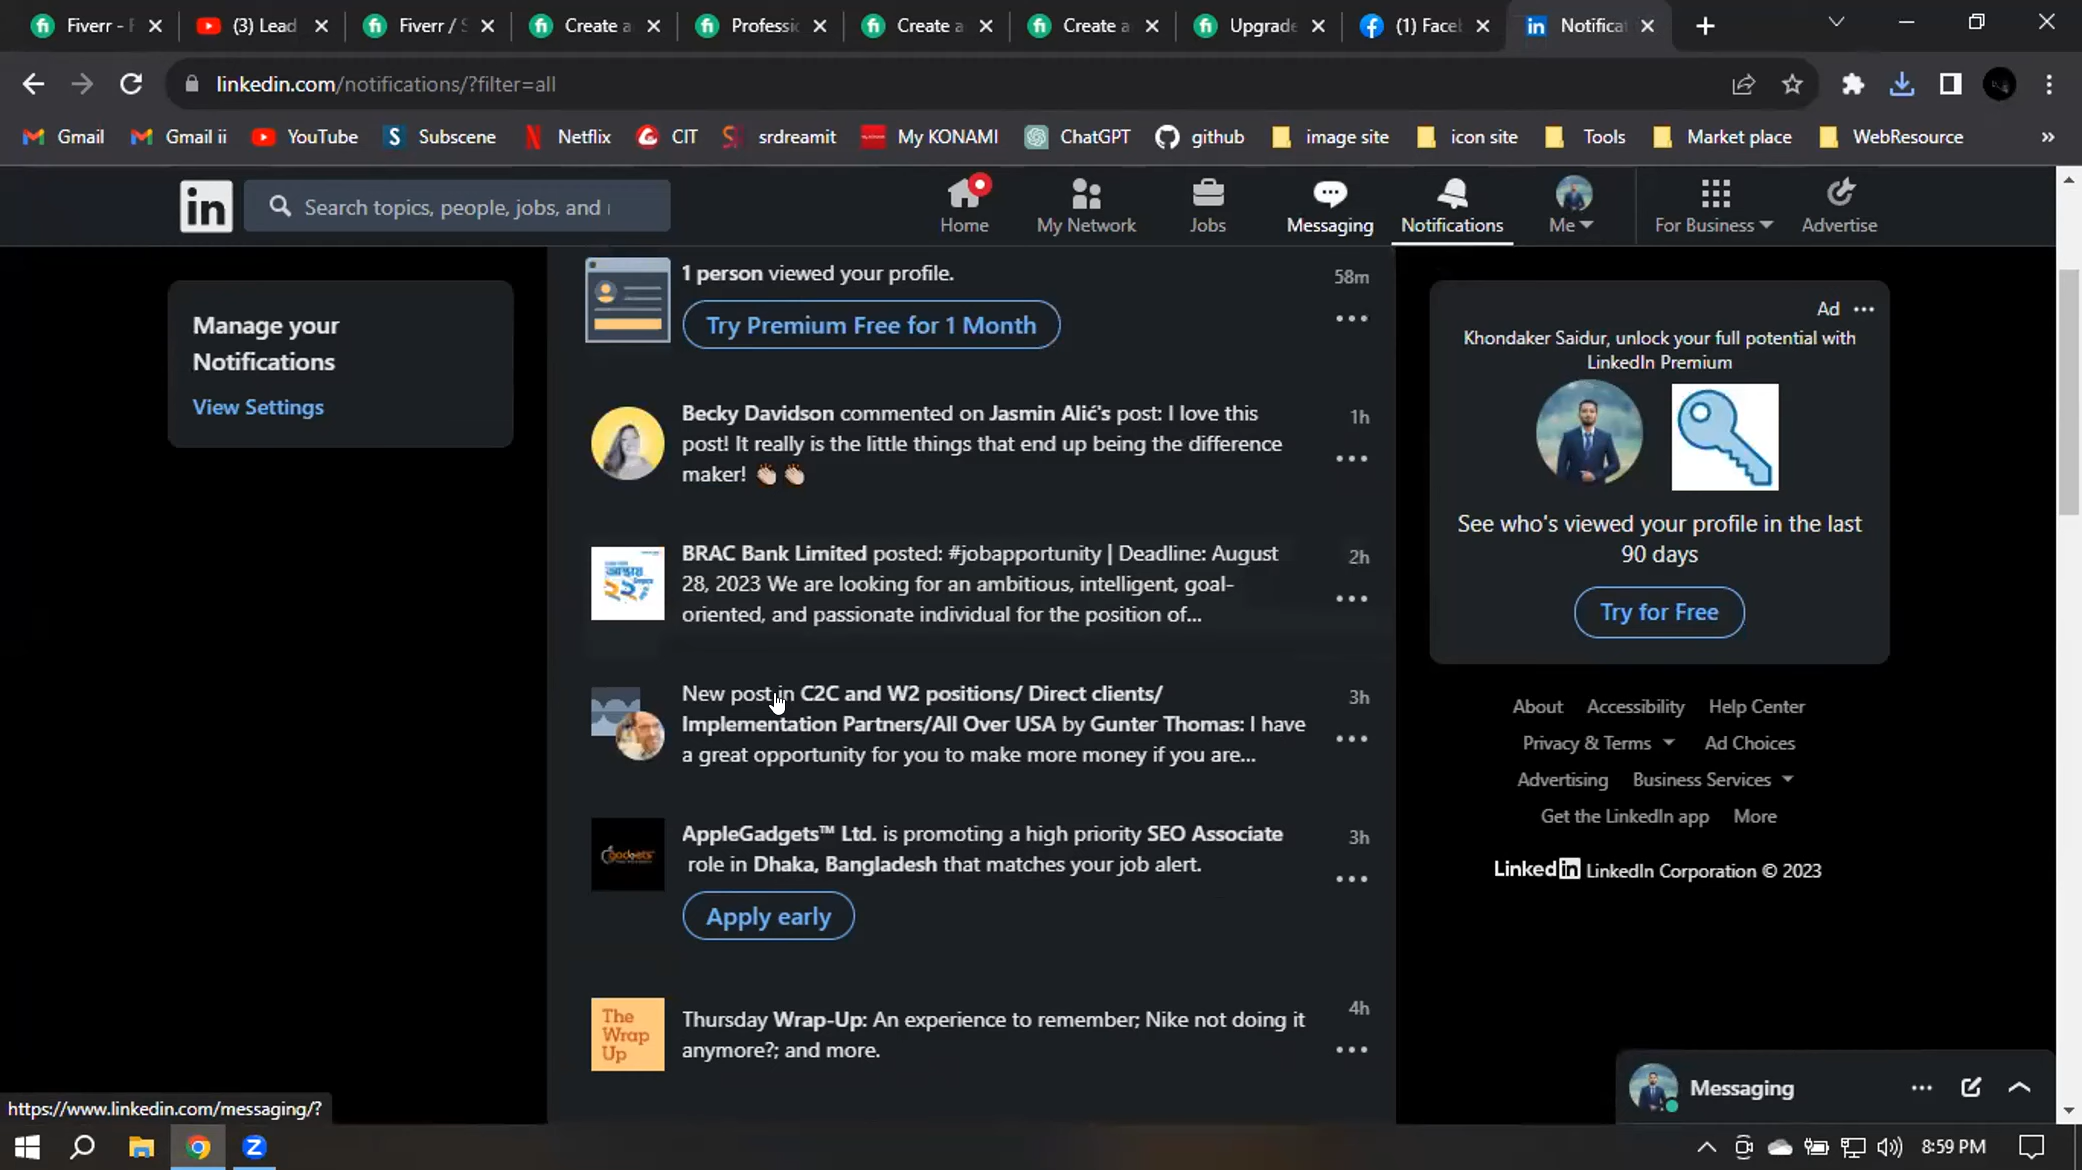 Fiverr - F
(3) Lead
Fiverr / S
Create a
Professio
Create a
Create a
Upgrade
(1) Faceb
Notificat
linkedin.com/notifications/?filter=all
Gmail
Gmail ii
YouTube
Subscene
Netflix
CIT
srdreamit
My KONAMI
ChatGPT
github
image site
icon site
Tools
Market place
WebResource
in
Search topics, people, jobs, and
Home
My Network
Jobs
Messaging
Notifications
Me
For Business
Advertise
Manage your
Notifications
View Settings
1 person viewed your profile.
58m
Try Premium Free for 1 Month
Becky Davidson commented on Jasmin Alić's post: I love this
post! It really is the little things that end up being the difference
maker! 👏🏻 👏🏻
1h
BRAC Bank Limited posted: #jobapportunity | Deadline: August
28, 2023 We are looking for an ambitious, intelligent, goal-
oriented, and passionate individual for the position of...
2h
New post in C2C and W2 positions/ Direct clients/
Implementation Partners/All Over USA by Gunter Thomas: I have
a great opportunity for you to make more money if you are...
3h
gadgets
AppleGadgets™ Ltd. is promoting a high priority SEO Associate
role in Dhaka, Bangladesh that matches your job alert.
3h
Apply early
The
Wrap
Up
Thursday Wrap-Up: An experience to remember; Nike not doing it
anymore?; and more.
4h
Ad
Khondaker Saidur, unlock your full potential with
LinkedIn Premium
See who's viewed your profile in the last
90 days
Try for Free
About Accessibility Help Center
Privacy & Terms Ad Choices
Advertising Business Services
Get the LinkedIn app More
LinkedIn LinkedIn Corporation © 2023
Messaging
https://www.linkedin.com/messaging/?
8:59 PM